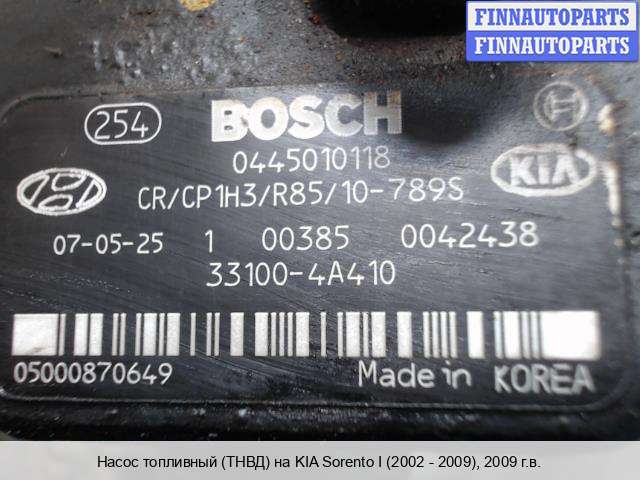 FINNAUTOPARTS
FINNAUTOPARTS
254 BOSCH
0445010118
CR/CP1H3/R85/10-789S KIA
07-05-25 1 00385 0042438
33100-4A410
05000870649 Made in KOREA
Насос топливный (ТНВД) на KIA Sorento I (2002 - 2009), 2009 г.в.